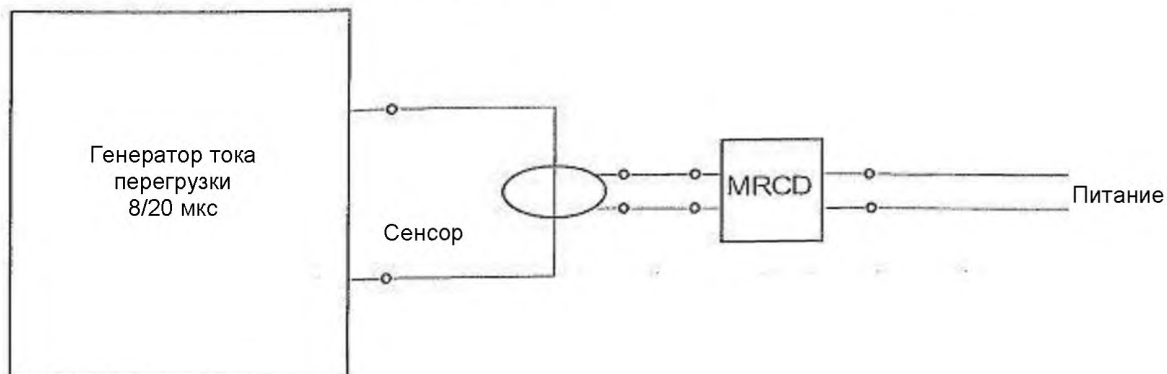 Генератор тока
перегрузки
8/20 мкс
Сенсор
MRCD
Питание